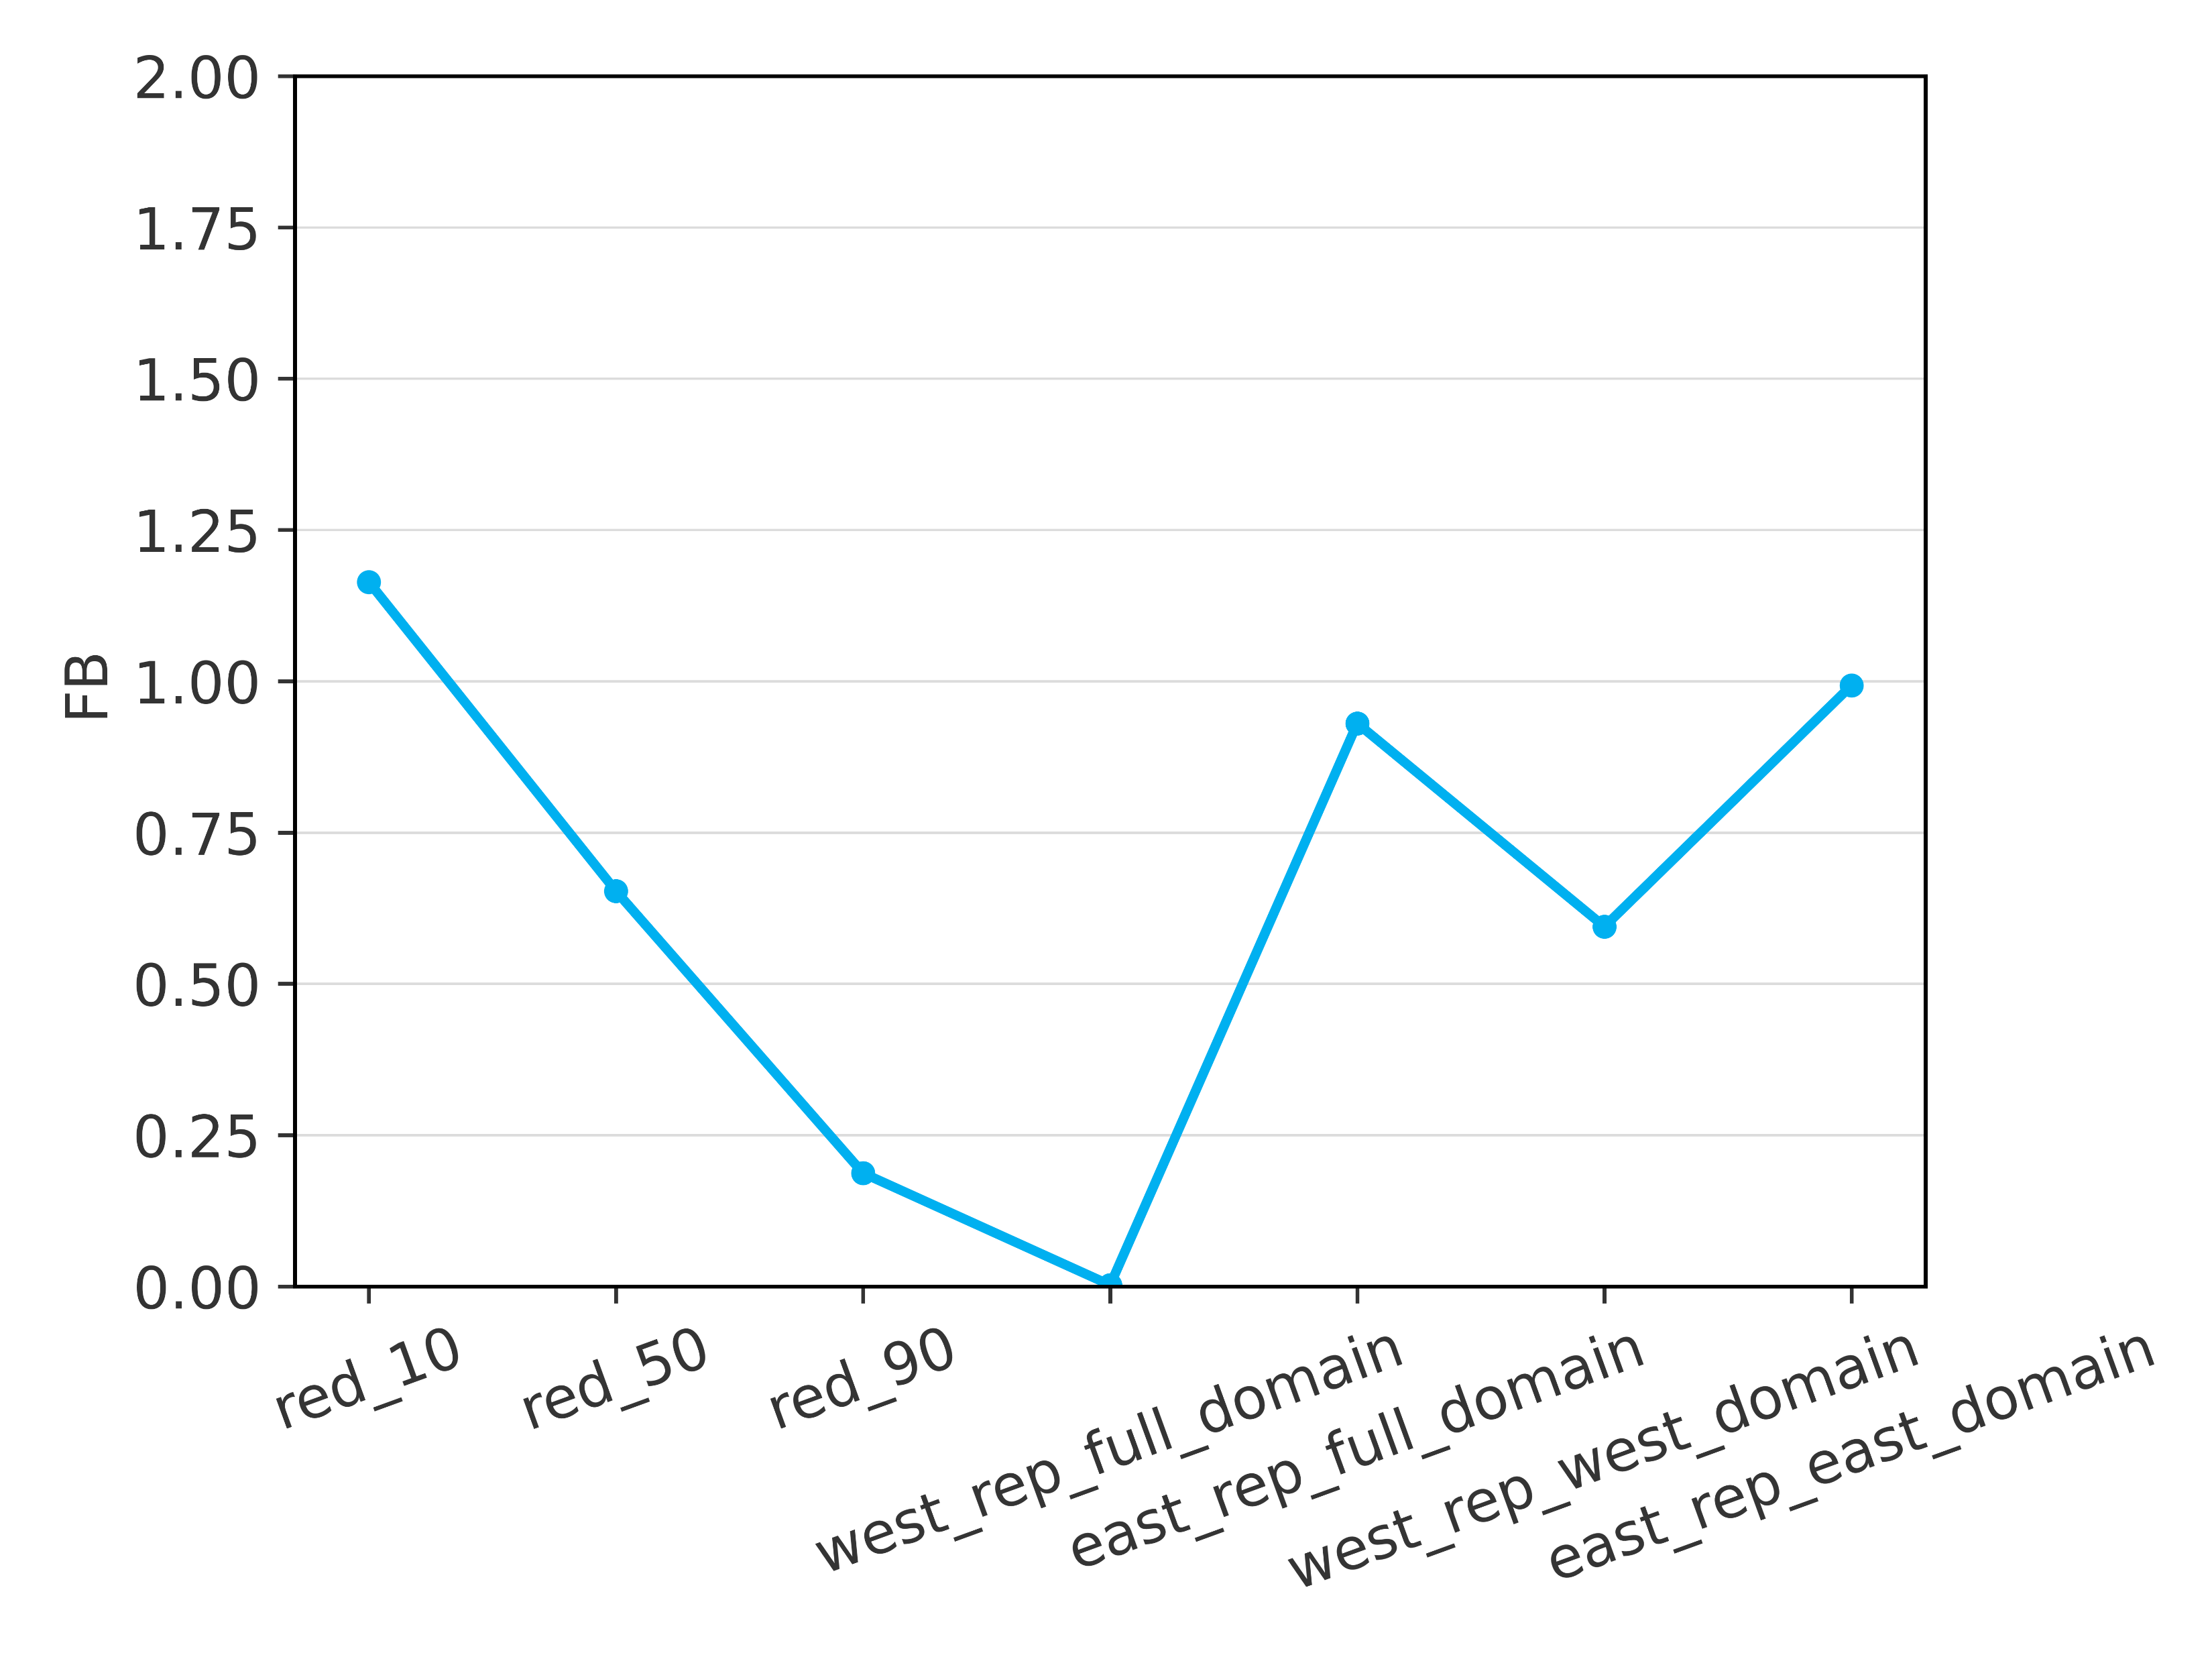 2.00
1.75
1.50
1.25
1.00
0.75
0.50
0.25
0.00
FB
red_10
red_50
red_90
west_rep_full_domain
east_rep_full_domain
west_rep_west_domain
east_rep_east_domain